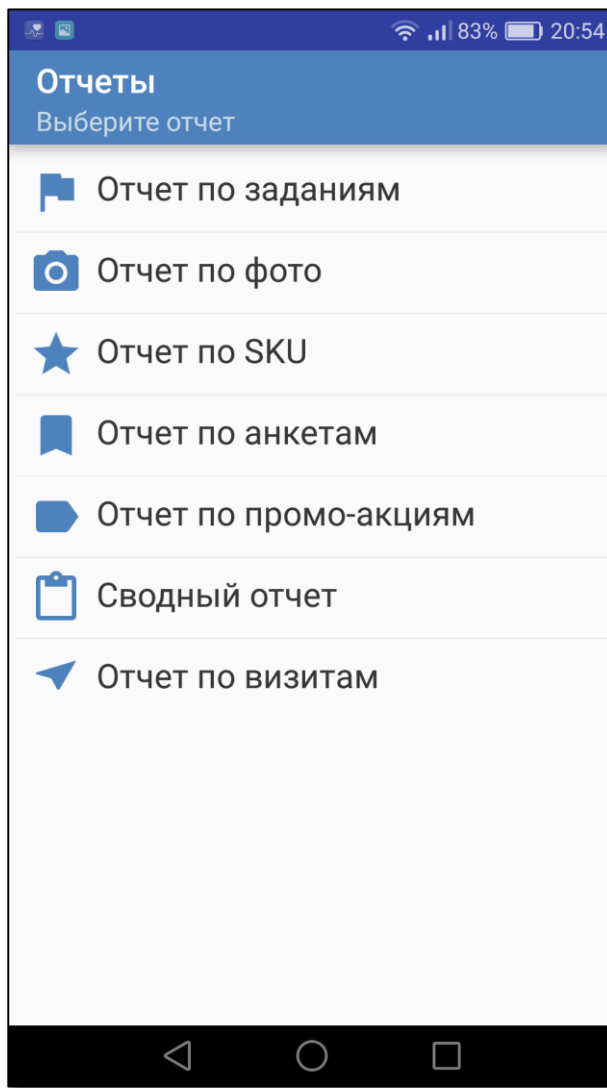 83% 20:54
Отчеты
Выберите отчет
Отчет по заданиям
Отчет по фото
Отчет по SKU
Отчет по анкетам
Отчет по промо-акциям
Сводный отчет
Отчет по визитам